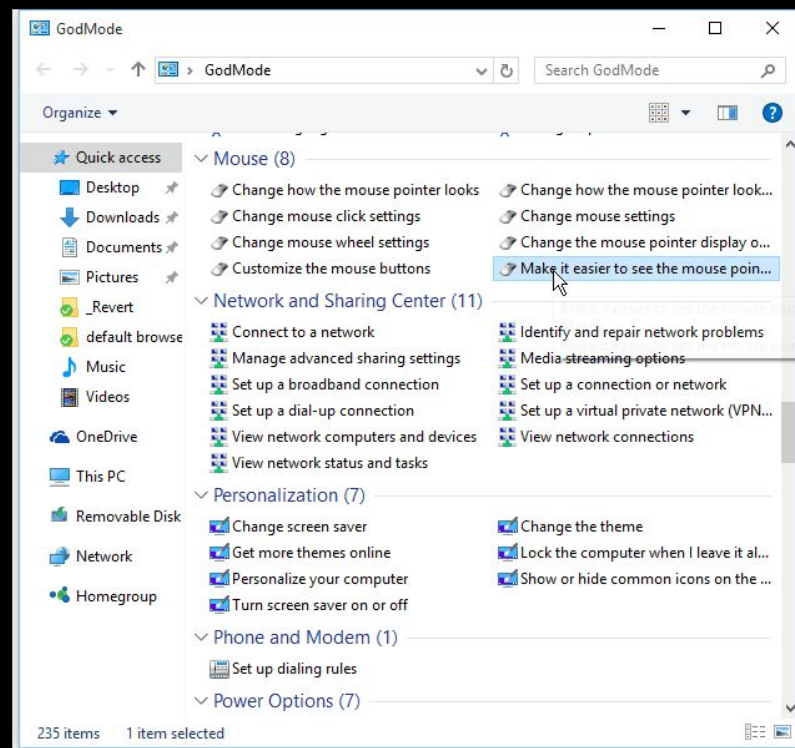 GodMode
GodMode
Search GodMode
Organize
Quick access
Desktop
Downloads
Documents
Pictures
_Revert
default browse
Music
Videos
OneDrive
This PC
Removable Disk
Network
Homegroup
Mouse (8)
Change how the mouse pointer looks
Change how the mouse pointer look...
Change mouse click settings
Change mouse settings
Change mouse wheel settings
Change the mouse pointer display o...
Customize the mouse buttons
Make it easier to see the mouse poin...
Network and Sharing Center (11)
Connect to a network
Identify and repair network problems
Manage advanced sharing settings
Media streaming options
Set up a broadband connection
Set up a connection or network
Set up a dial-up connection
Set up a virtual private network (VPN...
View network computers and devices
View network connections
View network status and tasks
Personalization (7)
Change screen saver
Change the theme
Get more themes online
Lock the computer when I leave it al...
Personalize your computer
Show or hide common icons on the ...
Turn screen saver on or off
Phone and Modem (1)
Set up dialing rules
Power Options (7)
235 items
1 item selected